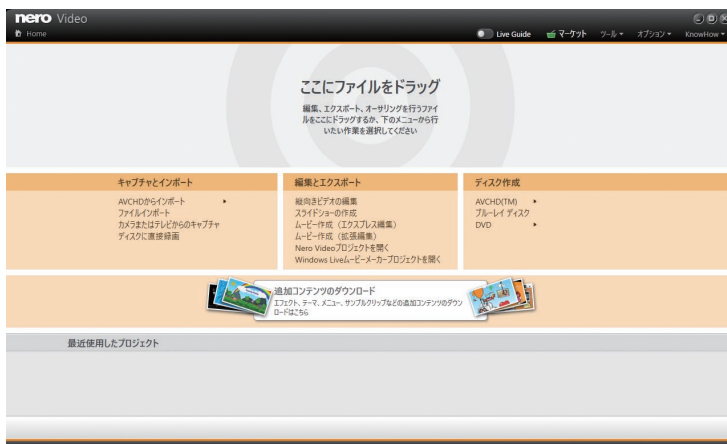 nero Video
Home
Live Guide マーケット ツール オプション KnowHow
ここにファイルをドラッグ
編集、エクスポート、オーサリングを行うファイ
ルをここにドラッグするか、下のメニューから行
いたい作業を選択してください
キャプチャとインポート
AVCHDからインポート
ファイルインポート
カメラまたはテレビからのキャプチャ
ディスクに直接録画
編集とエクスポート
縦向きビデオの編集
スライドショーの作成
ムービー作成（エクスプレス編集）
ムービー作成（拡張編集）
Nero Videoプロジェクトを開く
Windows Liveムービーメーカープロジェクトを開く
ディスク作成
AVCHD(TM)
ブルーレイ ディスク
DVD
追加コンテンツのダウンロード
エフェクト、テーマ、メニュー、サンプルクリップなどの追加コンテンツのダウン
ロードはこちら
最近使用したプロジェクト